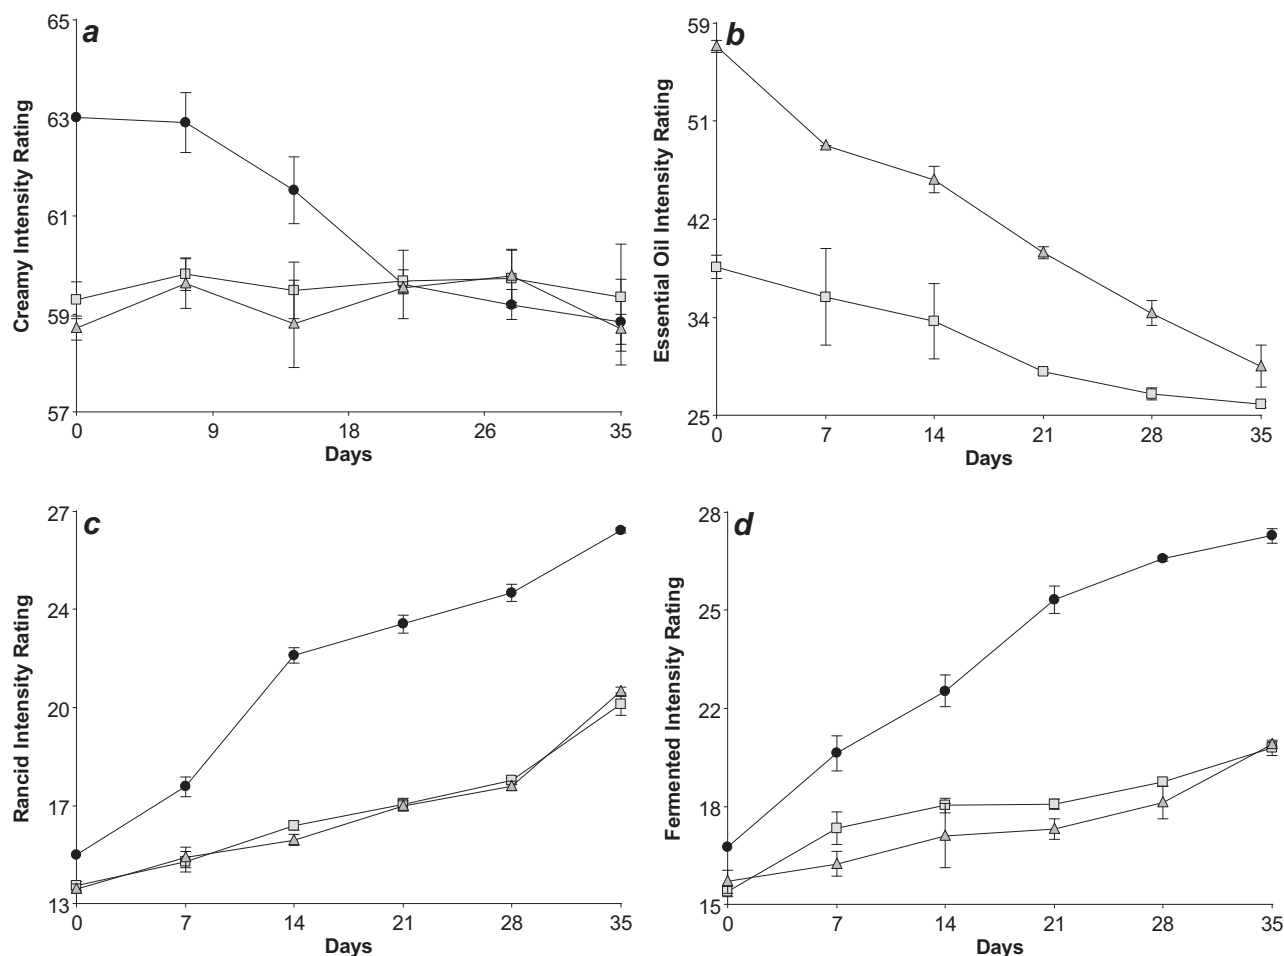 a
Creamy Intensity Rating
65
63
61
59
57
0 9 18 26 35
Days
b
Essential Oil Intensity Rating
59
51
42
34
25
0 7 14 21 28 35
Days
c
Rancid Intensity Rating
27
24
20
17
13
0 7 14 21 28 35
Days
d
Fermented Intensity Rating
28
25
22
18
15
0 7 14 21 28 35
Days